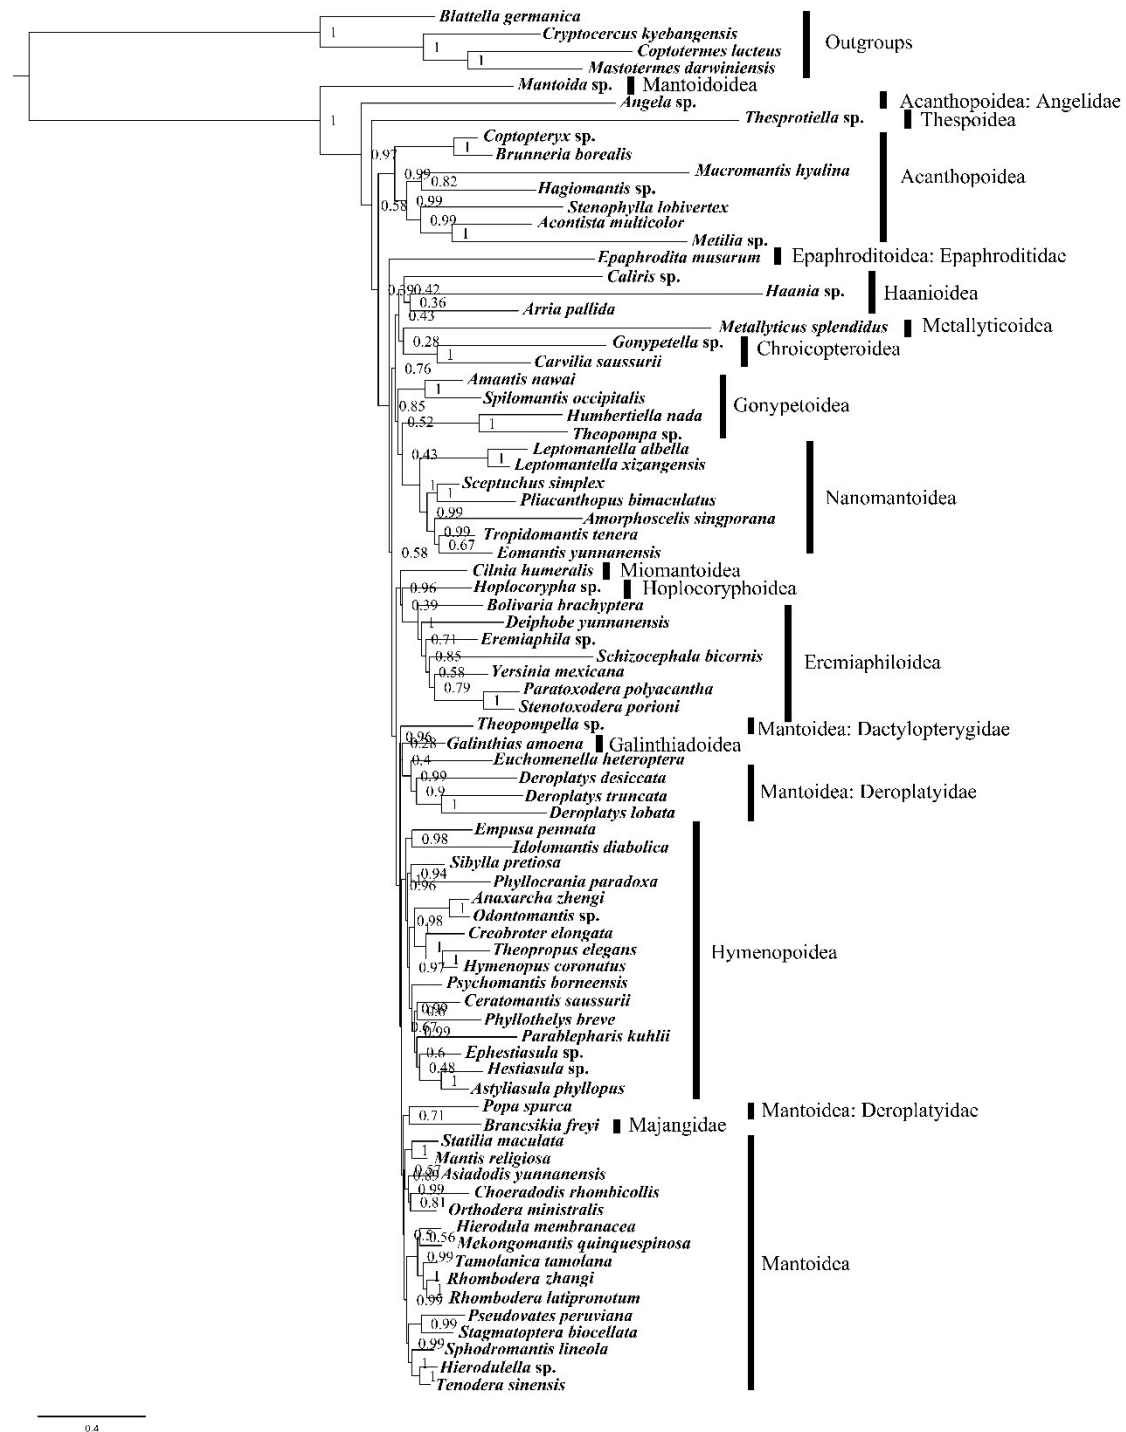 Blattella germanica
1
Cryptocercus kyebangensis
1
Coptotermes lacteus
Outgroups
1
Mastotermes darwiniensis
Mantoida sp.
Mantoidoidea
Angela sp.
Acanthopoidea: Angelidae
1
Thesprotiella sp.
Thespoidea
Coptopteryx sp.
1
0.97
Brunneria borealis
Macromantis hyalina
0.99
0.82
Acanthopoidea
Hagiomantis sp.
0.58
0.99
Stenophylla lobivertex
0.99
Acontista multicolor
1
Metilia sp.
Epaphrodita musarum
Epaphroditoidea: Epaphroditidae
Caliris sp.
0.42
Haania sp.
Haanioidea
0.36
Arria pallida
0.43
Metallyticus splendidus
Metallyticoidea
0.28
Gonypetella sp.
Chroicopteroidea
1
Carvilia saussurii
0.76
Amantis nawai
1
Spilomantis occipitalis
0.85
Gonypetoidea
Humbertiella nada
0.52
1
Theopompa sp.
Leptomantella albella
0.43
1
Leptomantella xizangensis
Sceptuchus simplex
1
1
Pliacanthopus bimaculatus
Nanomantoidea
0.99
Amorphoscelis singporana
0.99
Tropidomantis tenera
0.67
0.58
Eomantis yunnanensis
Cilnia humeralis
Miomantoidea
0.96
Hoplocorypha sp.
Hoplocoryphoidea
0.39
Bolivaria brachyptera
1
Deiphobe yunnanensis
0.71
Eremiaphila sp.
0.85
Schizocephala bicornis
Eremiaphiloidea
0.58
Yersinia mexicana
0.79
Paratoxodera polyacantha
1
Stenotoxodera porioni
Theopompella sp.
Mantoidea: Dactylopterygidae
0.96
0.28
Galinthias amoena
Galinthiadoidea
0.4
Euchomenella heteroptera
0.99
Deroplatys desiccata
0.9
Deroplatys truncata
Mantoidea: Deroplatyidae
1
Deroplatys lobata
Empusa pennata
0.98
Idolomantis diabolica
Sibylla pretiosa
0.94
Phyllocrania paradoxa
0.96
Anaxarcha zhengi
1
Odontomantis sp.
0.98
Creobroter elongata
1
Theopropus elegans
Hymenopoidea
1
0.97
Hymenopus coronatus
Psychomantis borneensis
Ceratomantis saussurii
Phyllothelys breve
0.67
0.99
Parablepharis kuhlii
0.6
Ephestiasula sp.
0.48
Hestiasula sp.
1
Astyliasula phyllopus
Popa spurca
Mantoidea: Deroplatyidae
0.71
Brancsikia freyi
Majangidae
Statilia maculata
1
Mantis religiosa
Asiadodis yunnanensis
0.99
Choeradodis rhombicollis
0.81
Orthodera ministralis
Hierodula membranacea
0.56
Mekongomantis quinquespinosa
0.99
Tamolanica tamolana
Mantoidea
1
Rhombodera zhangi
1
0.99
Rhombodera latipronotum
Pseudovates peruviana
0.99
Stagmatoptera biocellata
0.99
Sphodromantis lineola
1
Hierodulella sp.
1
Tenodera sinensis
0.4